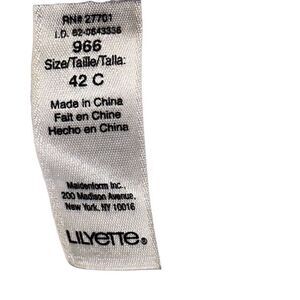 RN# 27701
I.D. 62-0643336
966
Size/Taille/Talla:
42 C
Made in China
Fait en Chine
Hecho en China
Maidenform Inc.,
200 Madison Avenue,
New York, NY 10016
LILYETTE®